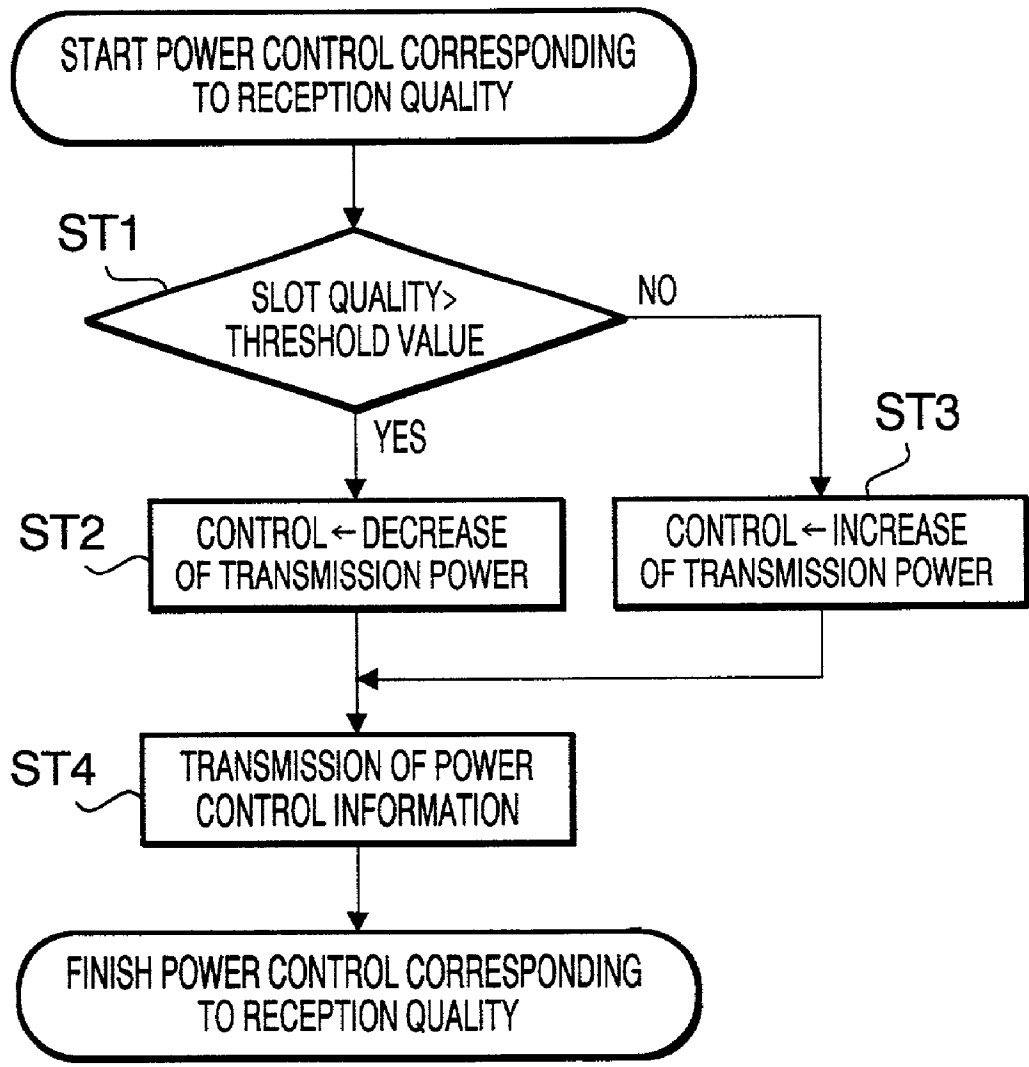 START POWER CONTROL CORRESPONDING
TO RECEPTION QUALITY
ST1
SLOT QUALITY>
THRESHOLD VALUE
NO
YES
ST3
ST2
CONTROL←DECREASE
OF TRANSMISSION POWER
CONTROL←INCREASE
OF TRANSMISSION POWER
ST4
TRANSMISSION OF POWER
CONTROL INFORMATION
FINISH POWER CONTROL CORRESPONDING
TO RECEPTION QUALITY